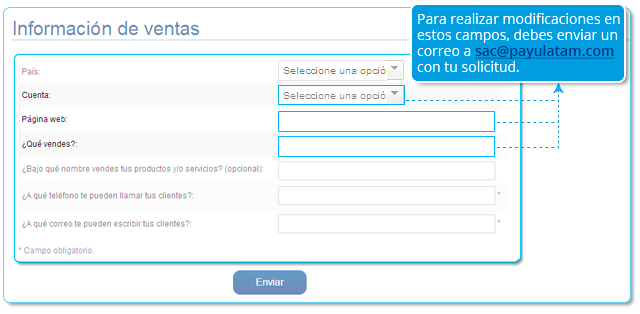 Información de ventas
Para realizar modificaciones en
estos campos, debes enviar un
correo a sac@payulatam.com
con tu solicitud.
País:
Seleccione una opció
Cuenta:
Seleccione una opció
Página web:
¿Qué vendes?:
¿Bajo qué nombre vendes tus productos y/o servicios? (opcional):
¿A qué teléfono te pueden llamar tus clientes?:
*
¿A qué correo te pueden escribir tus clientes?:
*
* Campo obligatorio.
Enviar